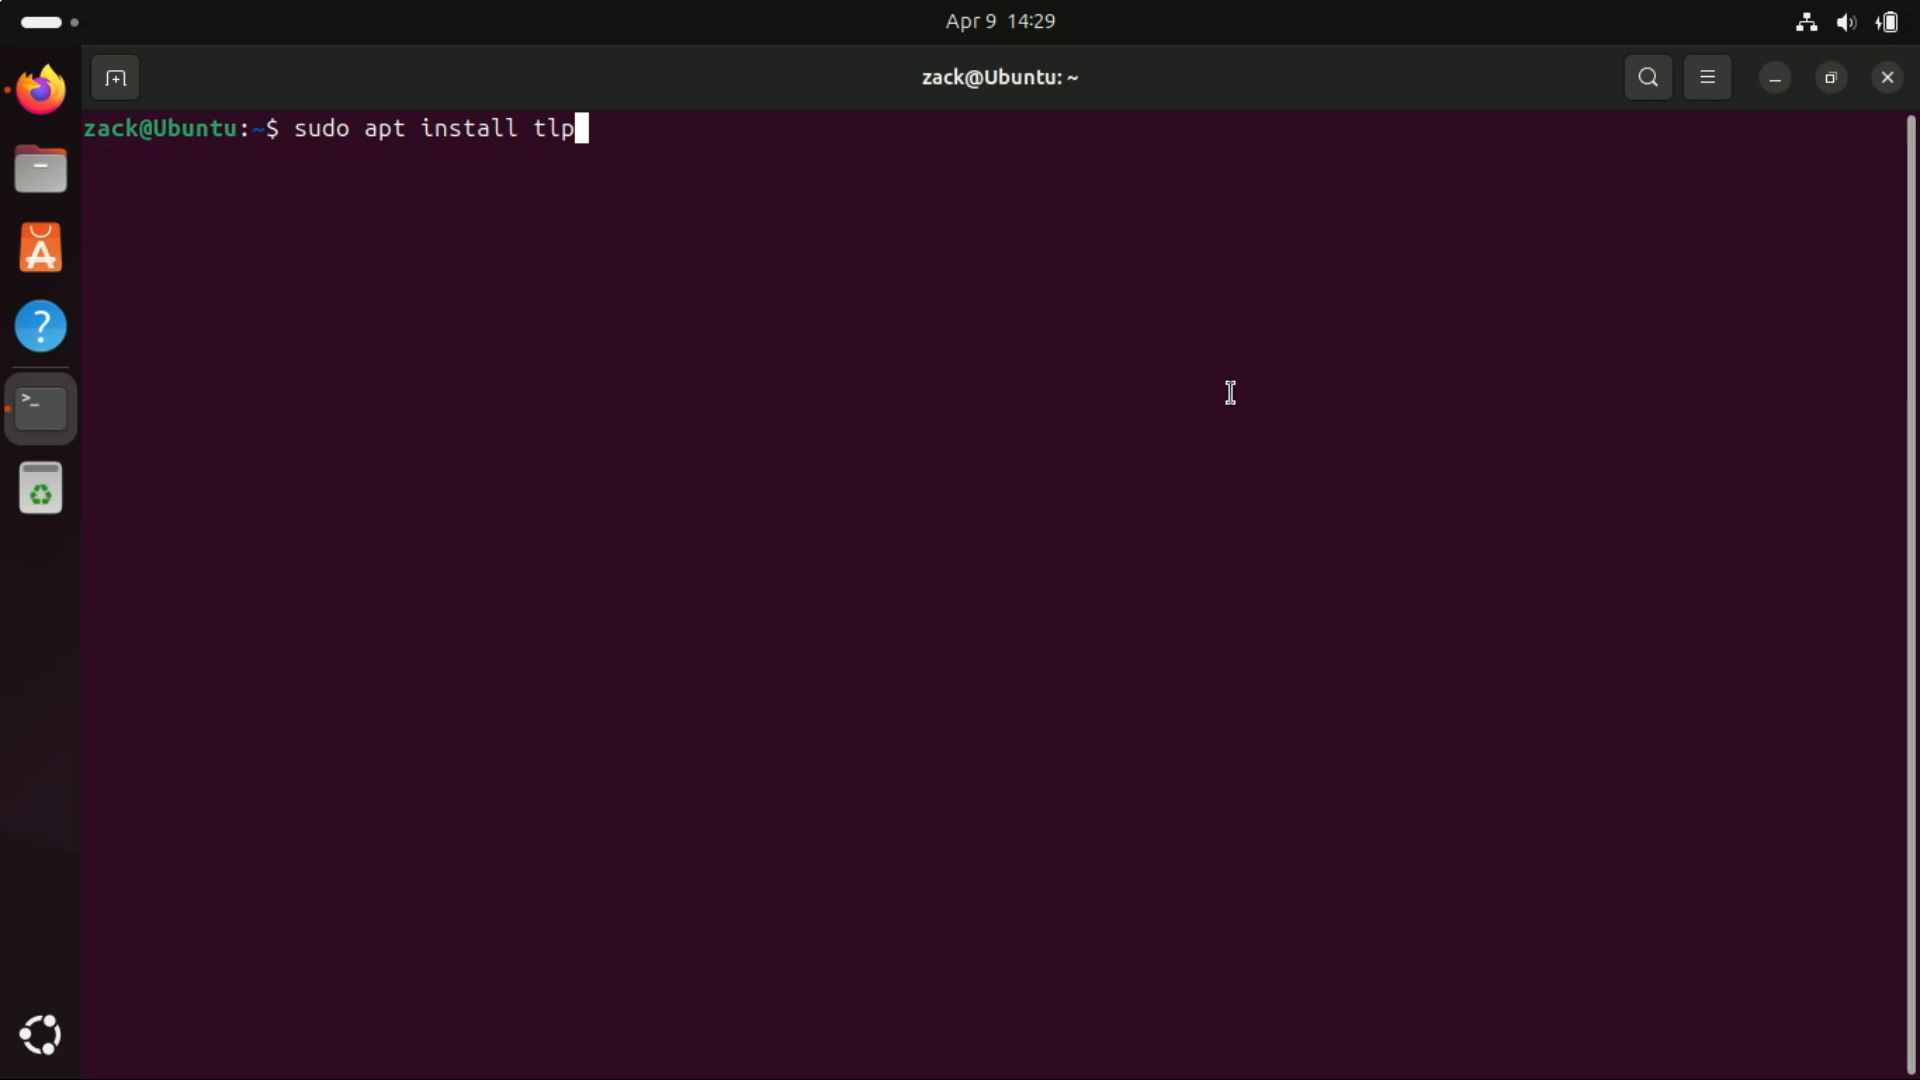 Apr 9 14:29
zack@Ubuntu: ~
zack@Ubuntu:~$ sudo apt install tlp